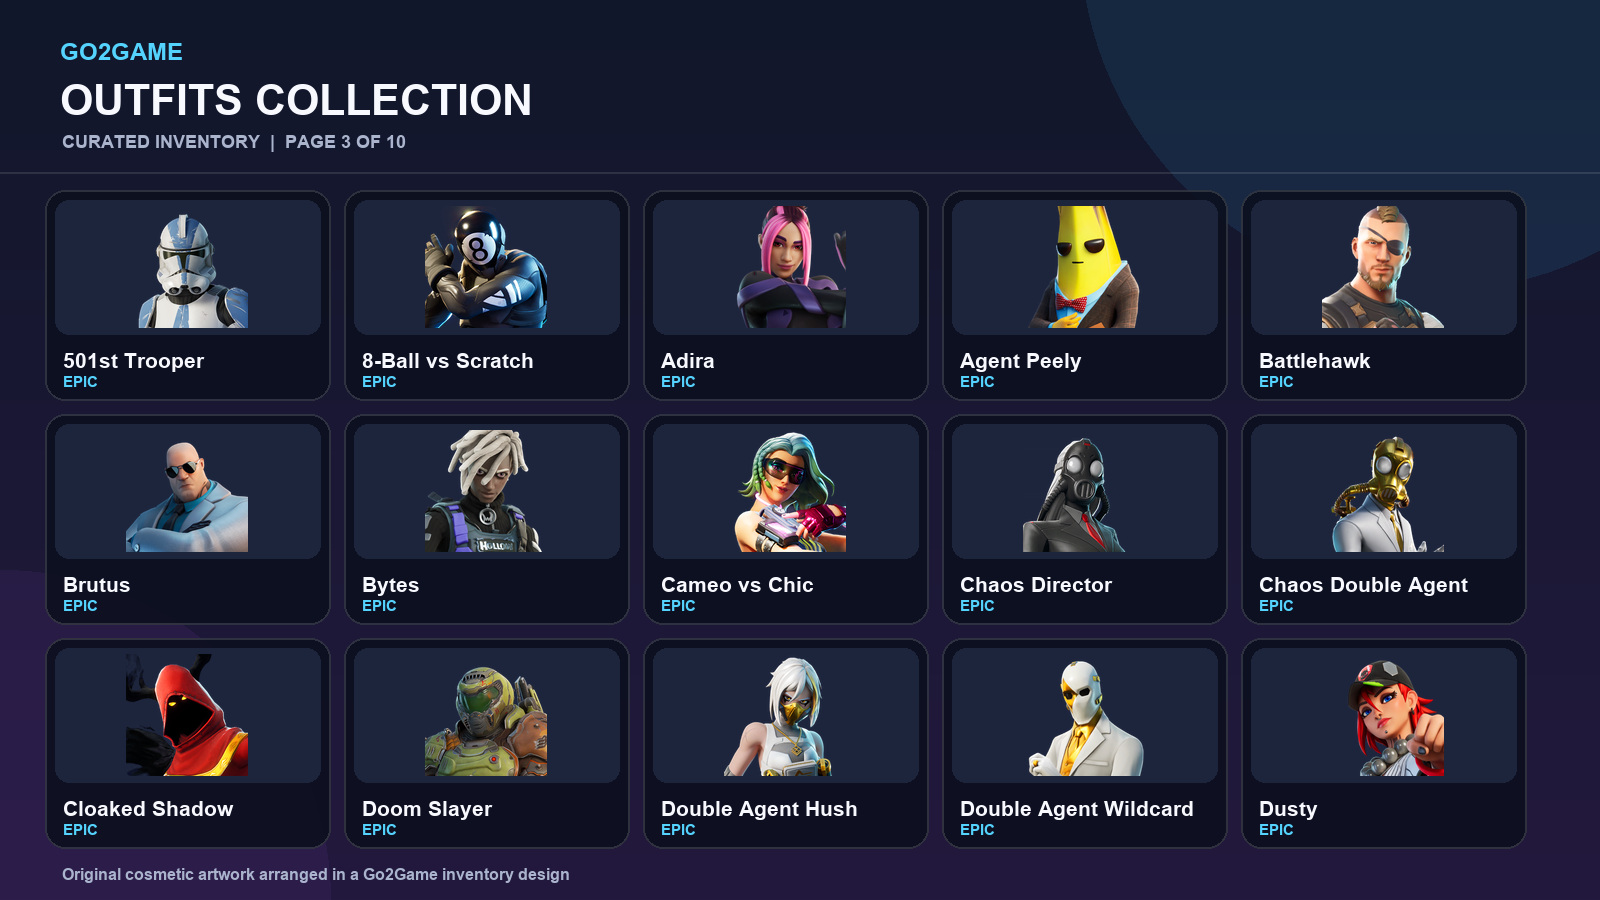 GO2GAME
OUTFITS COLLECTION
CURATED INVENTORY | PAGE 3 OF 10
8
501st Trooper
EPIC
8-Ball vs Scratch
EPIC
Adira
EPIC
Agent Peely
EPIC
Battlehawk
EPIC
Brutus
EPIC
Bytes
EPIC
Cameo vs Chic
EPIC
Chaos Director
EPIC
Chaos Double Agent
EPIC
Cloaked Shadow
EPIC
Doom Slayer
EPIC
Double Agent Hush
EPIC
Double Agent Wildcard
EPIC
Dusty
EPIC
Original cosmetic artwork arranged in a Go2Game inventory design